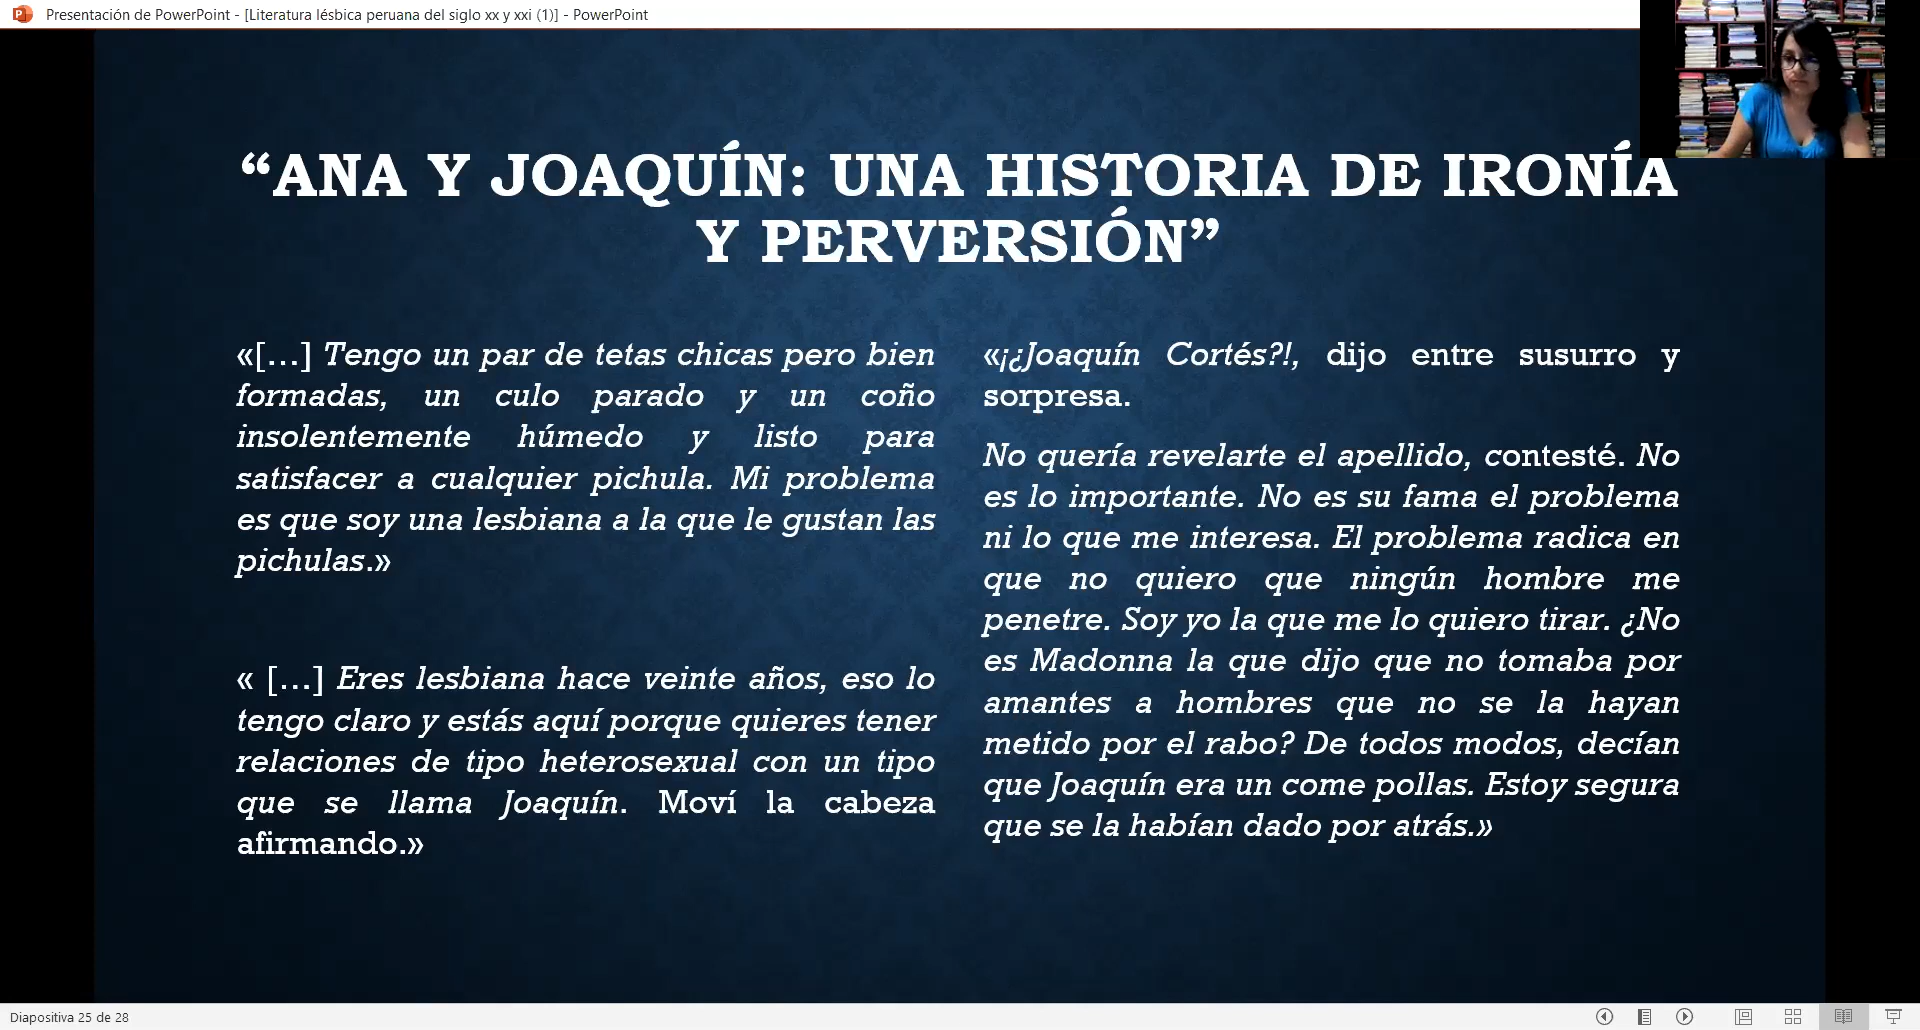 Presentación de PowerPoint - [Literatura lésbica peruana del siglo xx y xxi (1)] - PowerPoint
“ANA Y JOAQUÍN: UNA HISTORIA DE IRONÍA
Y PERVERSIÓN”
«[…] Tengo un par de tetas chicas pero bien
formadas, un culo parado y un coño
insolentemente húmedo y listo para
satisfacer a cualquier pichula. Mi problema
es que soy una lesbiana a la que le gustan las
pichulas.»
« […] Eres lesbiana hace veinte años, eso lo
tengo claro y estás aquí porque quieres tener
relaciones de tipo heterosexual con un tipo
que se llama Joaquín. Moví la cabeza
afirmando.»
«¡¿Joaquín Cortés?!, dijo entre susurro y
sorpresa.
No quería revelarte el apellido, contesté. No
es lo importante. No es su fama el problema
ni lo que me interesa. El problema radica en
que no quiero que ningún hombre me
penetre. Soy yo la que me lo quiero tirar. ¿No
es Madonna la que dijo que no tomaba por
amantes a hombres que no se la hayan
metido por el rabo? De todos modos, decían
que Joaquín era un come pollas. Estoy segura
que se la habían dado por atrás.»
Diapositiva 25 de 28